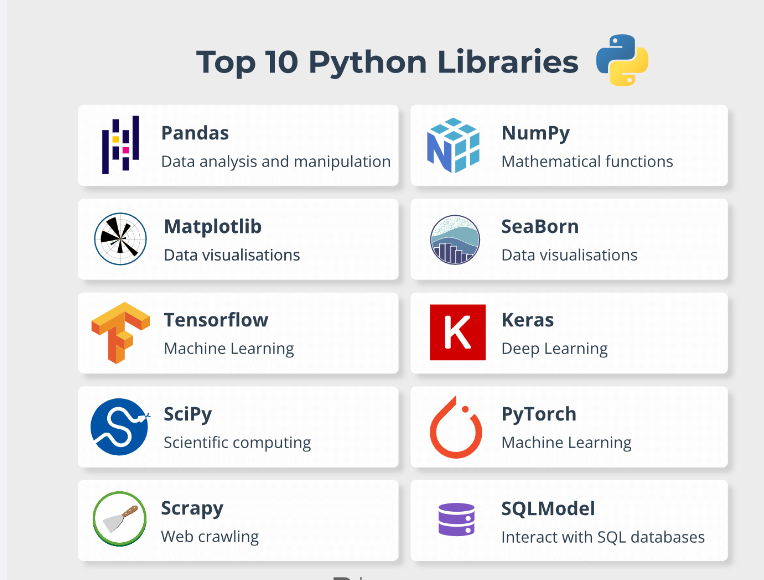 Top 10 Python Libraries
Pandas
Data analysis and manipulation
NumPy
Mathematical functions
Matplotlib
Data visualisations
SeaBorn
Data visualisations
Tensorflow
Machine Learning
K
Keras
Deep Learning
SciPy
Scientific computing
PyTorch
Machine Learning
Scrapy
Web crawling
SQLModel
Interact with SQL databases